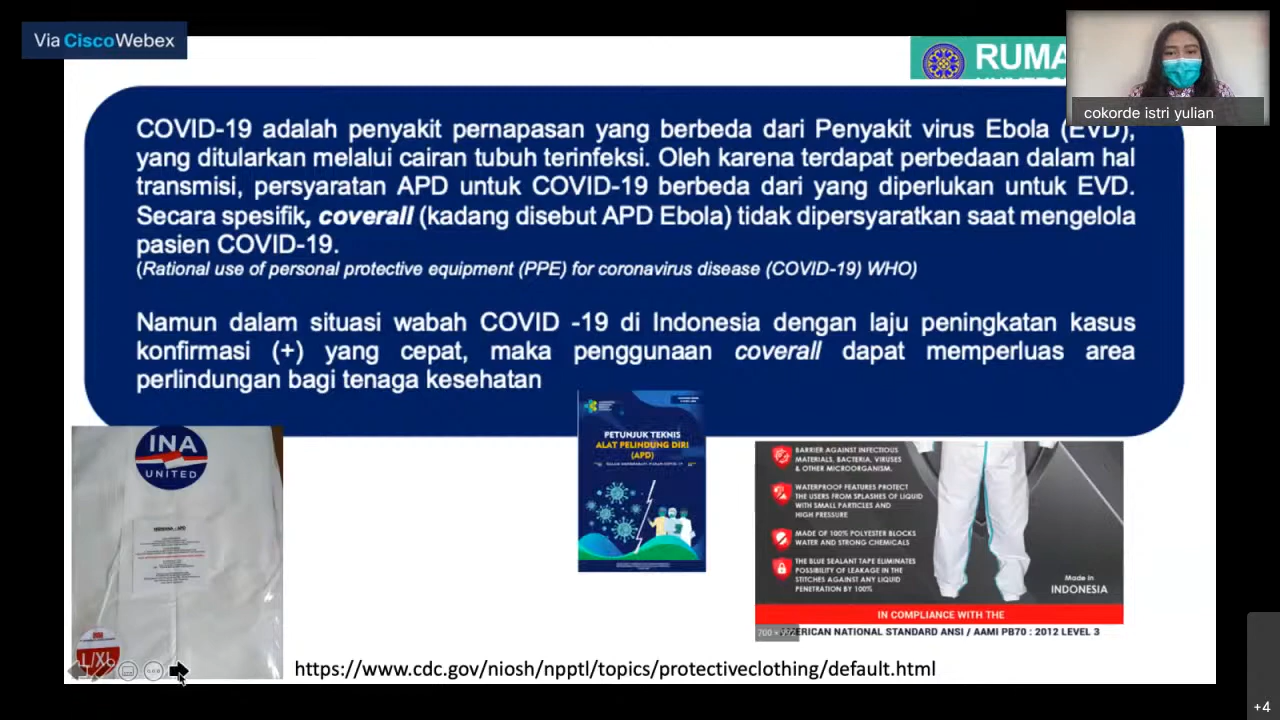 Via CiscoWebex
RUMA
cokorde istri yulian
COVID-19 adalah penyakit pernapasan yang berbeda dari Penyakit virus Ebola (EVD),
yang ditularkan melalui cairan tubuh terinfeksi. Oleh karena terdapat perbedaan dalam hal
transmisi, persyaratan APD untuk COVID-19 berbeda dari yang diperlukan untuk EVD.
Secara spesifik, coverall (kadang disebut APD Ebola) tidak dipersyaratkan saat mengelola
pasien COVID-19.
(Rational use of personal protective equipment (PPE) for coronavirus disease (COVID-19) WHO)
Namun dalam situasi wabah COVID -19 di Indonesia dengan laju peningkatan kasus
konfirmasi (+) yang cepat, maka penggunaan coverall dapat memperluas area
perlindungan bagi tenaga kesehatan
INA
UNITED
L/XL
PETUNJUK TEKNIS
ALAT PELINDUNG DIRI
(APD)
BARRIER AGAINST INFECTIOUS
MATERIALS, BACTERIA, VIRUSES
& OTHER MICROORGANISM.
WATERPROOF FEATURES PROTECT
THE USERS FROM SPLASHES OF LIQUID
WITH SMALL PARTICLES AND
HIGH PRESSURE
MADE OF 100% POLYESTER BLOCKS
WATER AND STRONG CHEMICALS
THE BLUE SEALANT TAPE ELIMINATES
POSSIBILITY OF LEAKAGE IN THE
STITCHES AGAINST ANY LIQUID
PENETRATION BY 100%
Made in
INDONESIA
IN COMPLIANCE WITH THE
ERICAN NATIONAL STANDARD ANSI / AAMI PB70 : 2012 LEVEL 3
https://www.cdc.gov/niosh/npptl/topics/protectiveclothing/default.html
+4